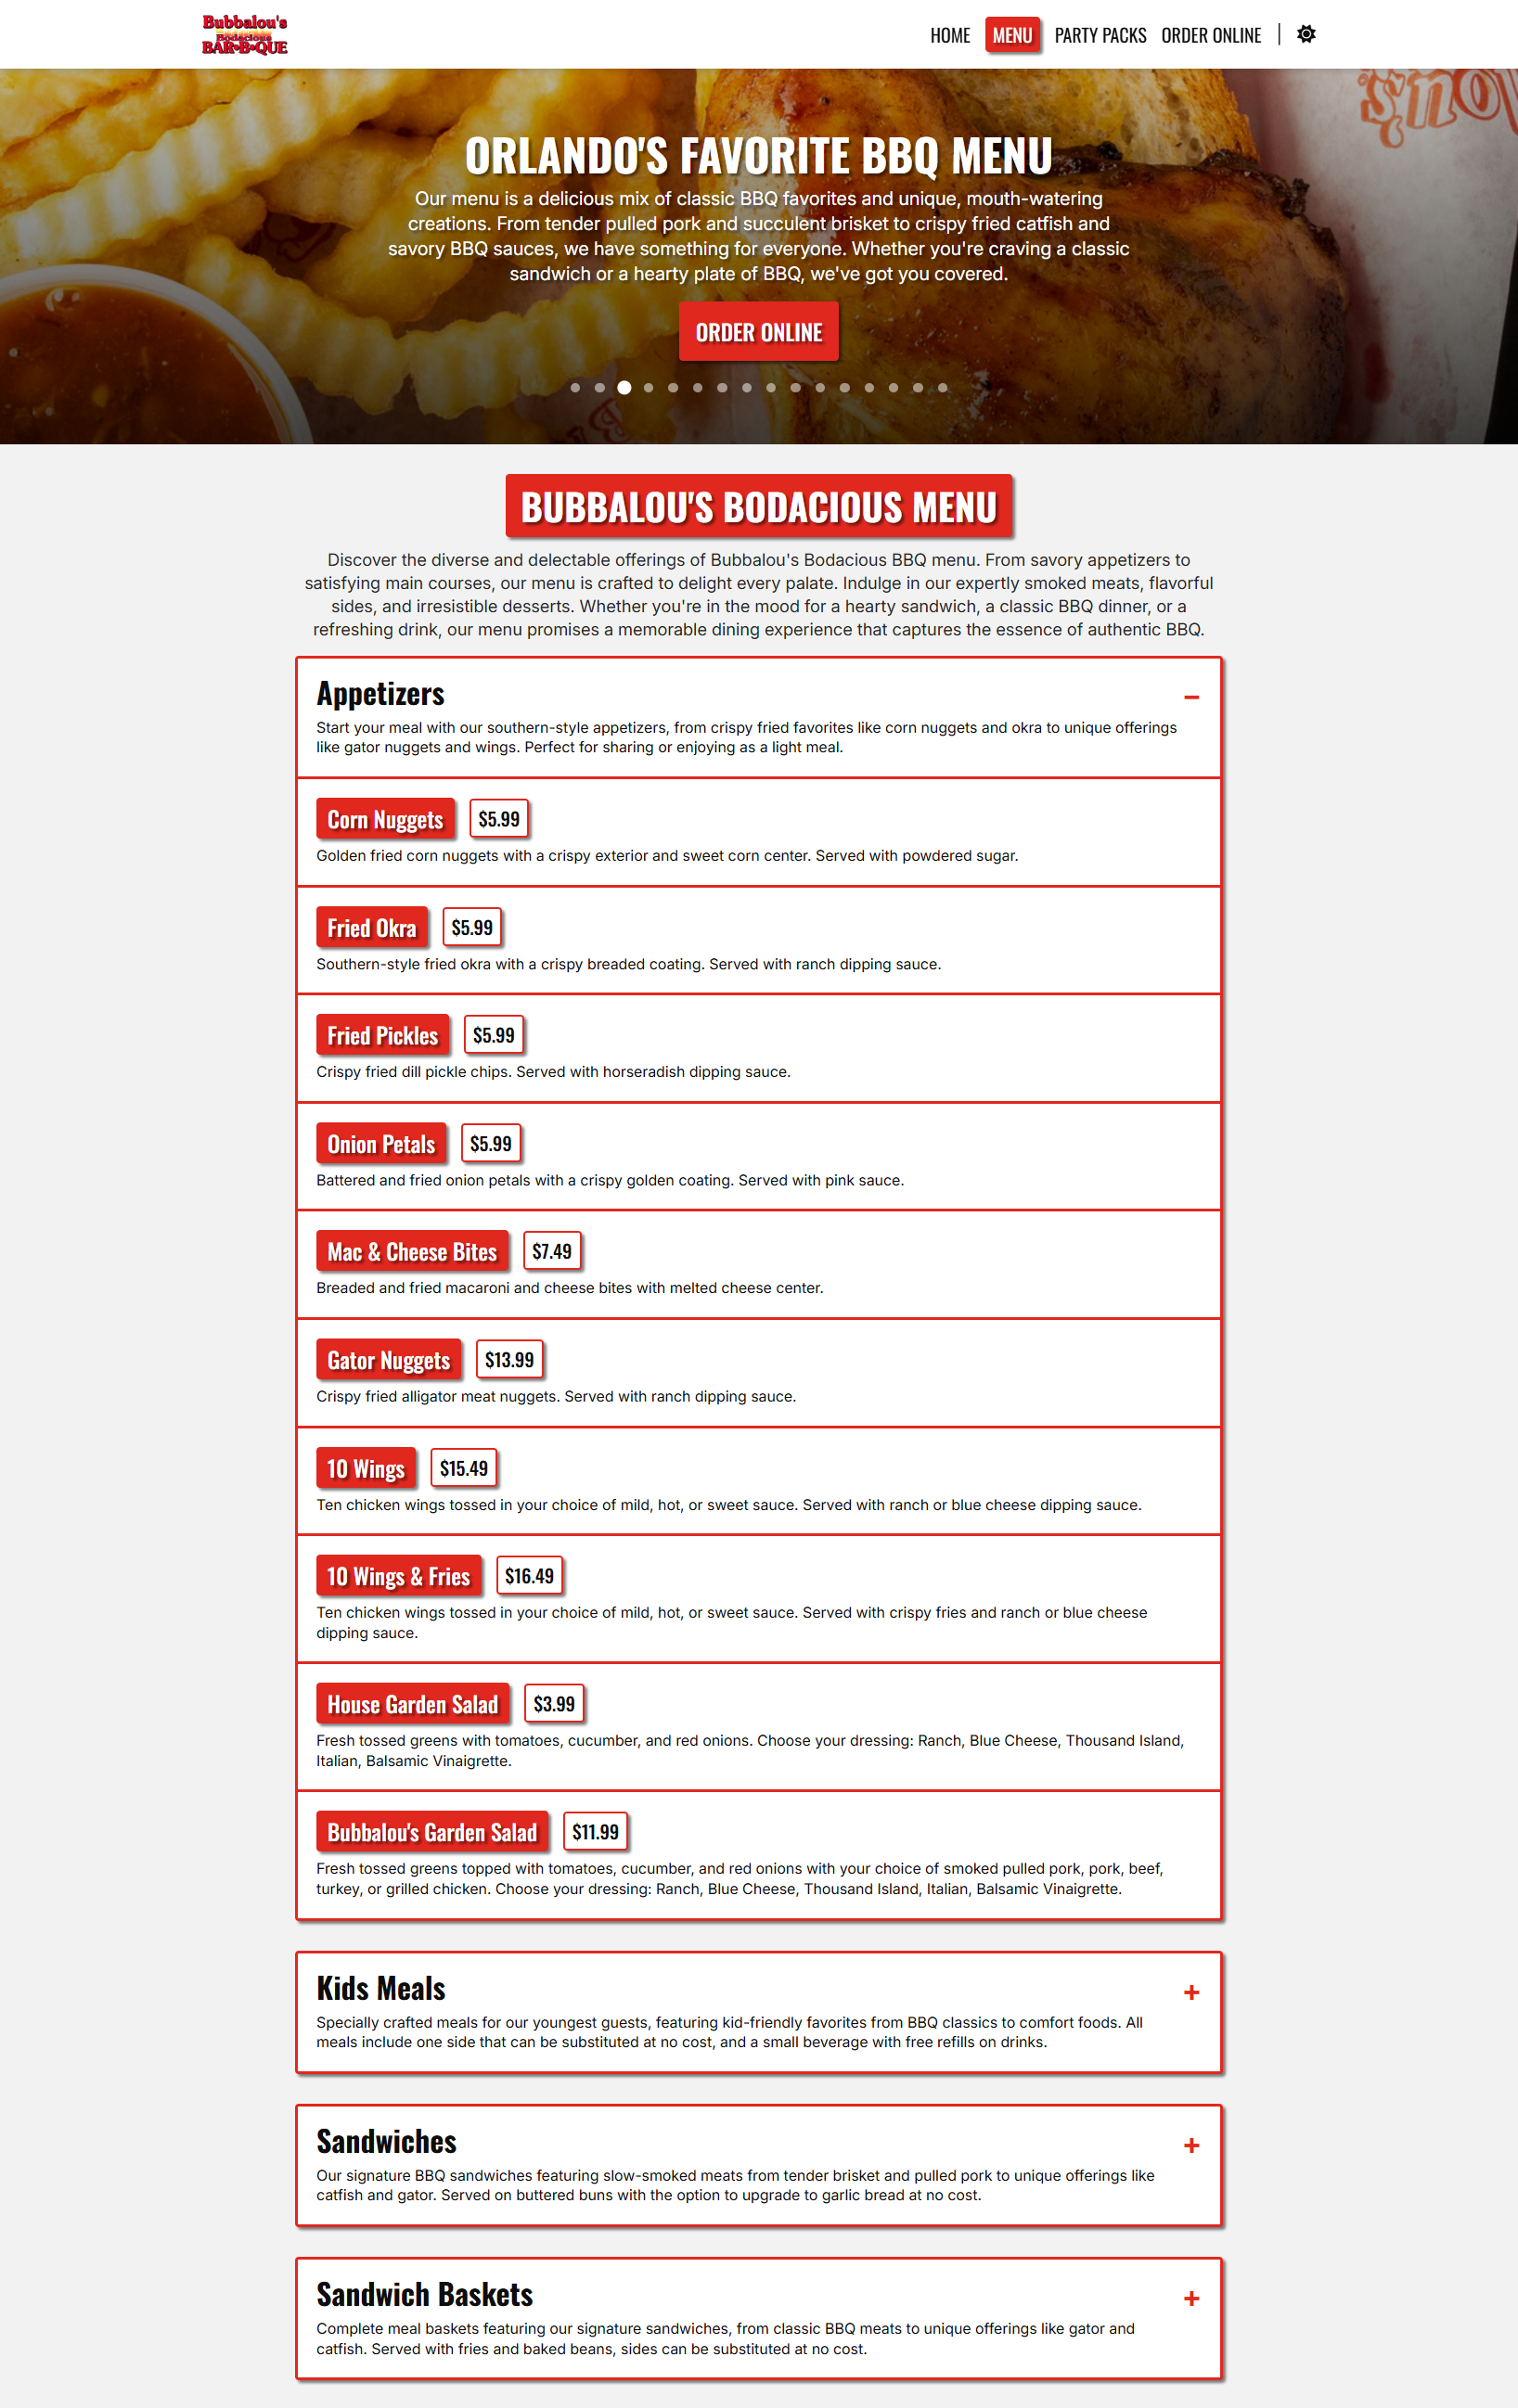 Bubbalou's
Bodacious
BAR•B•QUE
HOME MENU PARTY PACKS ORDER ONLINE
ORLANDO'S FAVORITE BBQ MENU
Our menu is a delicious mix of classic BBQ favorites and unique, mouth-watering
creations. From tender pulled pork and succulent brisket to crispy fried catfish and
savory BBQ sauces, we have something for everyone. Whether you're craving a classic
sandwich or a hearty plate of BBQ, we've got you covered.
ORDER ONLINE
BUBBALOU'S BODACIOUS MENU
Discover the diverse and delectable offerings of Bubbalou's Bodacious BBQ menu. From savory appetizers to
satisfying main courses, our menu is crafted to delight every palate. Indulge in our expertly smoked meats, flavorful
sides, and irresistible desserts. Whether you're in the mood for a hearty sandwich, a classic BBQ dinner, or a
refreshing drink, our menu promises a memorable dining experience that captures the essence of authentic BBQ.
Appetizers −
Start your meal with our southern-style appetizers, from crispy fried favorites like corn nuggets and okra to unique offerings
like gator nuggets and wings. Perfect for sharing or enjoying as a light meal.
Corn Nuggets $5.99
Golden fried corn nuggets with a crispy exterior and sweet corn center. Served with powdered sugar.
Fried Okra $5.99
Southern-style fried okra with a crispy breaded coating. Served with ranch dipping sauce.
Fried Pickles $5.99
Crispy fried dill pickle chips. Served with horseradish dipping sauce.
Onion Petals $5.99
Battered and fried onion petals with a crispy golden coating. Served with pink sauce.
Mac & Cheese Bites $7.49
Breaded and fried macaroni and cheese bites with melted cheese center.
Gator Nuggets $13.99
Crispy fried alligator meat nuggets. Served with ranch dipping sauce.
10 Wings $15.49
Ten chicken wings tossed in your choice of mild, hot, or sweet sauce. Served with ranch or blue cheese dipping sauce.
10 Wings & Fries $16.49
Ten chicken wings tossed in your choice of mild, hot, or sweet sauce. Served with crispy fries and ranch or blue cheese
dipping sauce.
House Garden Salad $3.99
Fresh tossed greens with tomatoes, cucumber, and red onions. Choose your dressing: Ranch, Blue Cheese, Thousand Island,
Italian, Balsamic Vinaigrette.
Bubbalou's Garden Salad $11.99
Fresh tossed greens topped with tomatoes, cucumber, and red onions with your choice of smoked pulled pork, pork, beef,
turkey, or grilled chicken. Choose your dressing: Ranch, Blue Cheese, Thousand Island, Italian, Balsamic Vinaigrette.
Kids Meals +
Specially crafted meals for our youngest guests, featuring kid-friendly favorites from BBQ classics to comfort foods. All
meals include one side that can be substituted at no cost, and a small beverage with free refills on drinks.
Sandwiches +
Our signature BBQ sandwiches featuring slow-smoked meats from tender brisket and pulled pork to unique offerings like
catfish and gator. Served on buttered buns with the option to upgrade to garlic bread at no cost.
Sandwich Baskets +
Complete meal baskets featuring our signature sandwiches, from classic BBQ meats to unique offerings like gator and
catfish. Served with fries and baked beans, sides can be substituted at no cost.